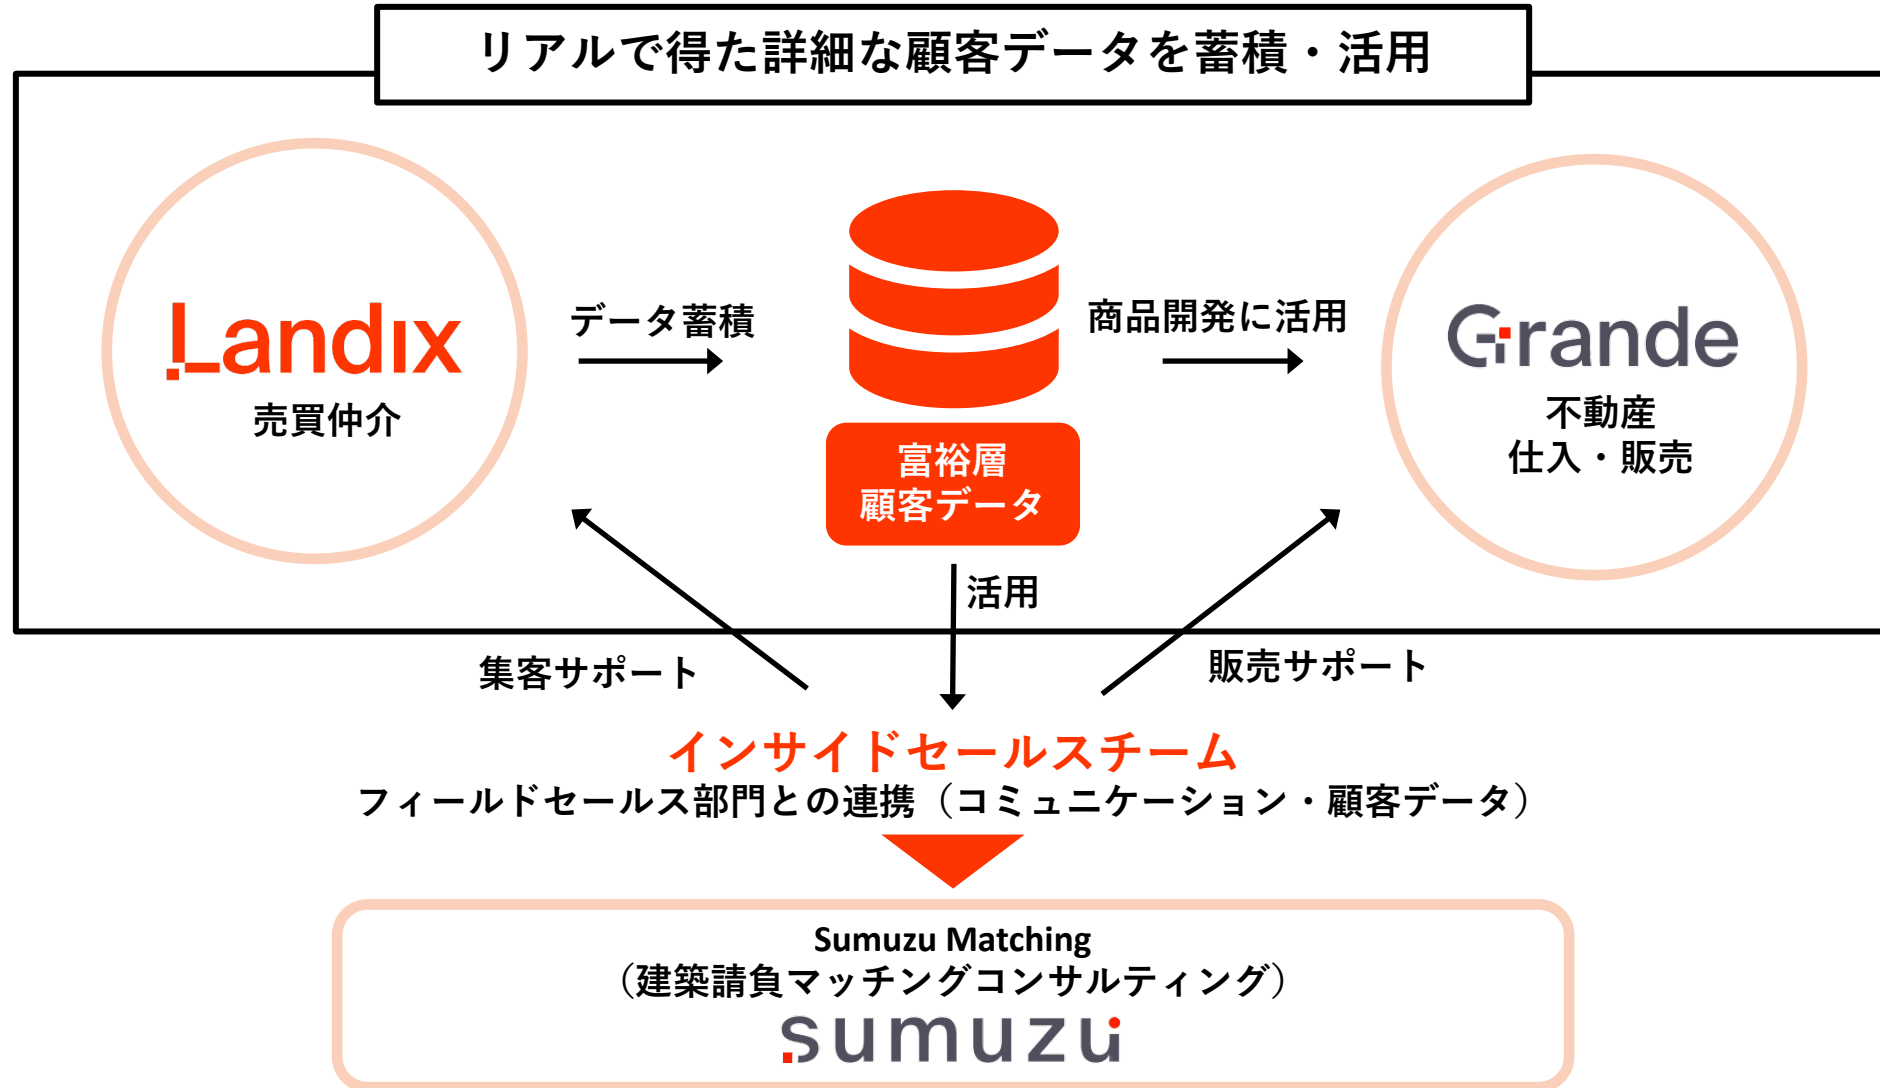 リアルで得た詳細な顧客データを蓄積・活用
Landix
売買仲介
データ蓄積
富裕層
顧客データ
商品開発に活用
Grande
不動産
仕入・販売
活用
集客サポート
販売サポート
インサイドセールスチーム
フィールドセールス部門との連携（コミュニケーション・顧客データ）
Sumuzu Matching
（建築請負マッチングコンサルティング）
sumuzu